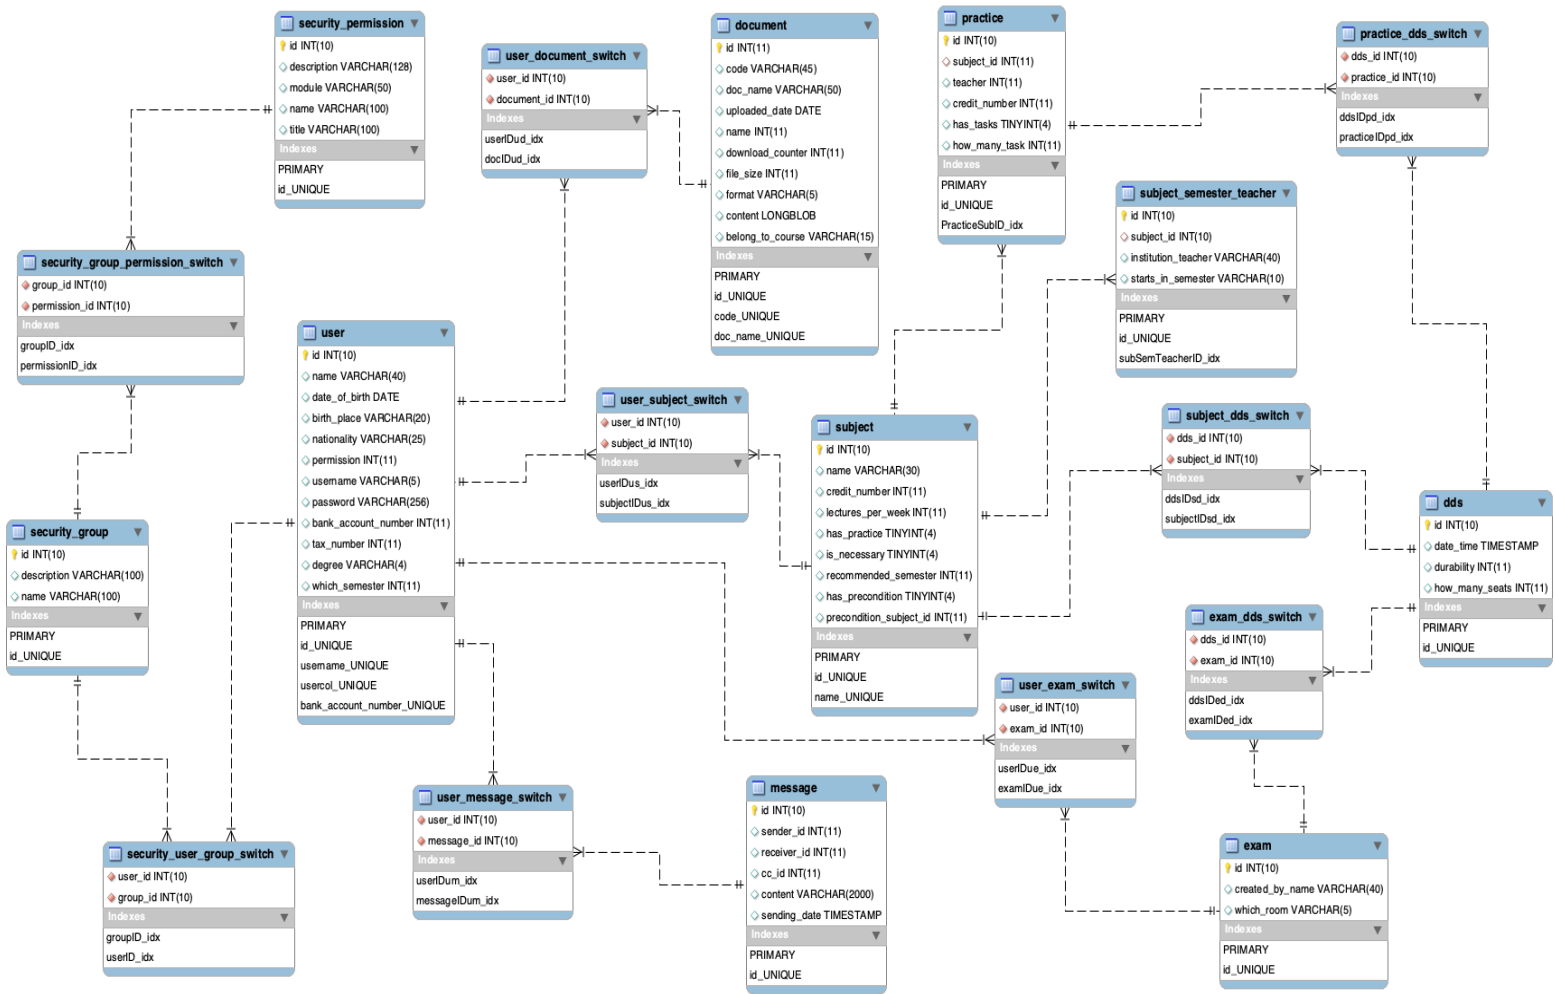 security_permission
id INT(10)
description VARCHAR(128)
module VARCHAR(50)
name VARCHAR(100)
title VARCHAR(100)
Indexes
PRIMARY
id_UNIQUE
user_document_switch
user_id INT(10)
document_id INT(10)
Indexes
userIDud_idx
docIDud_idx
document
id INT(11)
code VARCHAR(45)
doc_name VARCHAR(50)
uploaded_date DATE
name INT(11)
download_counter INT(11)
file_size INT(11)
format VARCHAR(5)
content LONGBLOB
belong_to_course VARCHAR(15)
Indexes
PRIMARY
id_UNIQUE
code_UNIQUE
doc_name_UNIQUE
practice
id INT(10)
subject_id INT(11)
teacher INT(11)
credit_number INT(11)
has_tasks TINYINT(4)
how_many_task INT(11)
Indexes
PRIMARY
id_UNIQUE
PracticeSubID_idx
practice_dds_switch
dds_id INT(10)
practice_id INT(10)
Indexes
ddsIDpd_idx
practiceIDpd_idx
subject_semester_teacher
id INT(10)
subject_id INT(10)
institution_teacher VARCHAR(40)
starts_in_semester VARCHAR(10)
Indexes
PRIMARY
id_UNIQUE
subSemTeacherID_idx
security_group_permission_switch
group_id INT(10)
permission_id INT(10)
Indexes
groupID_idx
permissionID_idx
user
id INT(10)
name VARCHAR(40)
date_of_birth DATE
birth_place VARCHAR(20)
nationality VARCHAR(25)
permission INT(11)
username VARCHAR(5)
password VARCHAR(256)
bank_account_number INT(11)
tax_number INT(11)
degree VARCHAR(4)
which_semester INT(11)
Indexes
PRIMARY
id_UNIQUE
username_UNIQUE
usercol_UNIQUE
bank_account_number_UNIQUE
user_subject_switch
user_id INT(10)
subject_id INT(10)
Indexes
userIDus_idx
subjectIDus_idx
subject
id INT(10)
name VARCHAR(30)
credit_number INT(11)
lectures_per_week INT(11)
has_practice TINYINT(4)
is_necessary TINYINT(4)
recommended_semester INT(11)
has_precondition TINYINT(4)
precondition_subject_id INT(11)
Indexes
PRIMARY
id_UNIQUE
name_UNIQUE
subject_dds_switch
dds_id INT(10)
subject_id INT(10)
Indexes
ddsIDsd_idx
subjectIDsd_idx
dds
id INT(10)
date_time TIMESTAMP
durability INT(11)
how_many_seats INT(11)
Indexes
PRIMARY
id_UNIQUE
security_group
id INT(10)
description VARCHAR(100)
name VARCHAR(100)
Indexes
PRIMARY
id_UNIQUE
exam_dds_switch
dds_id INT(10)
exam_id INT(10)
Indexes
ddsIDed_idx
examIDed_idx
user_exam_switch
user_id INT(10)
exam_id INT(10)
Indexes
userIDue_idx
examIDue_idx
user_message_switch
user_id INT(10)
message_id INT(10)
Indexes
userIDum_idx
messageIDum_idx
message
id INT(10)
sender_id INT(11)
receiver_id INT(11)
cc_id INT(11)
content VARCHAR(2000)
sending_date TIMESTAMP
Indexes
PRIMARY
id_UNIQUE
exam
id INT(10)
created_by_name VARCHAR(40)
which_room VARCHAR(5)
Indexes
PRIMARY
id_UNIQUE
security_user_group_switch
user_id INT(10)
group_id INT(10)
Indexes
groupID_idx
userID_idx